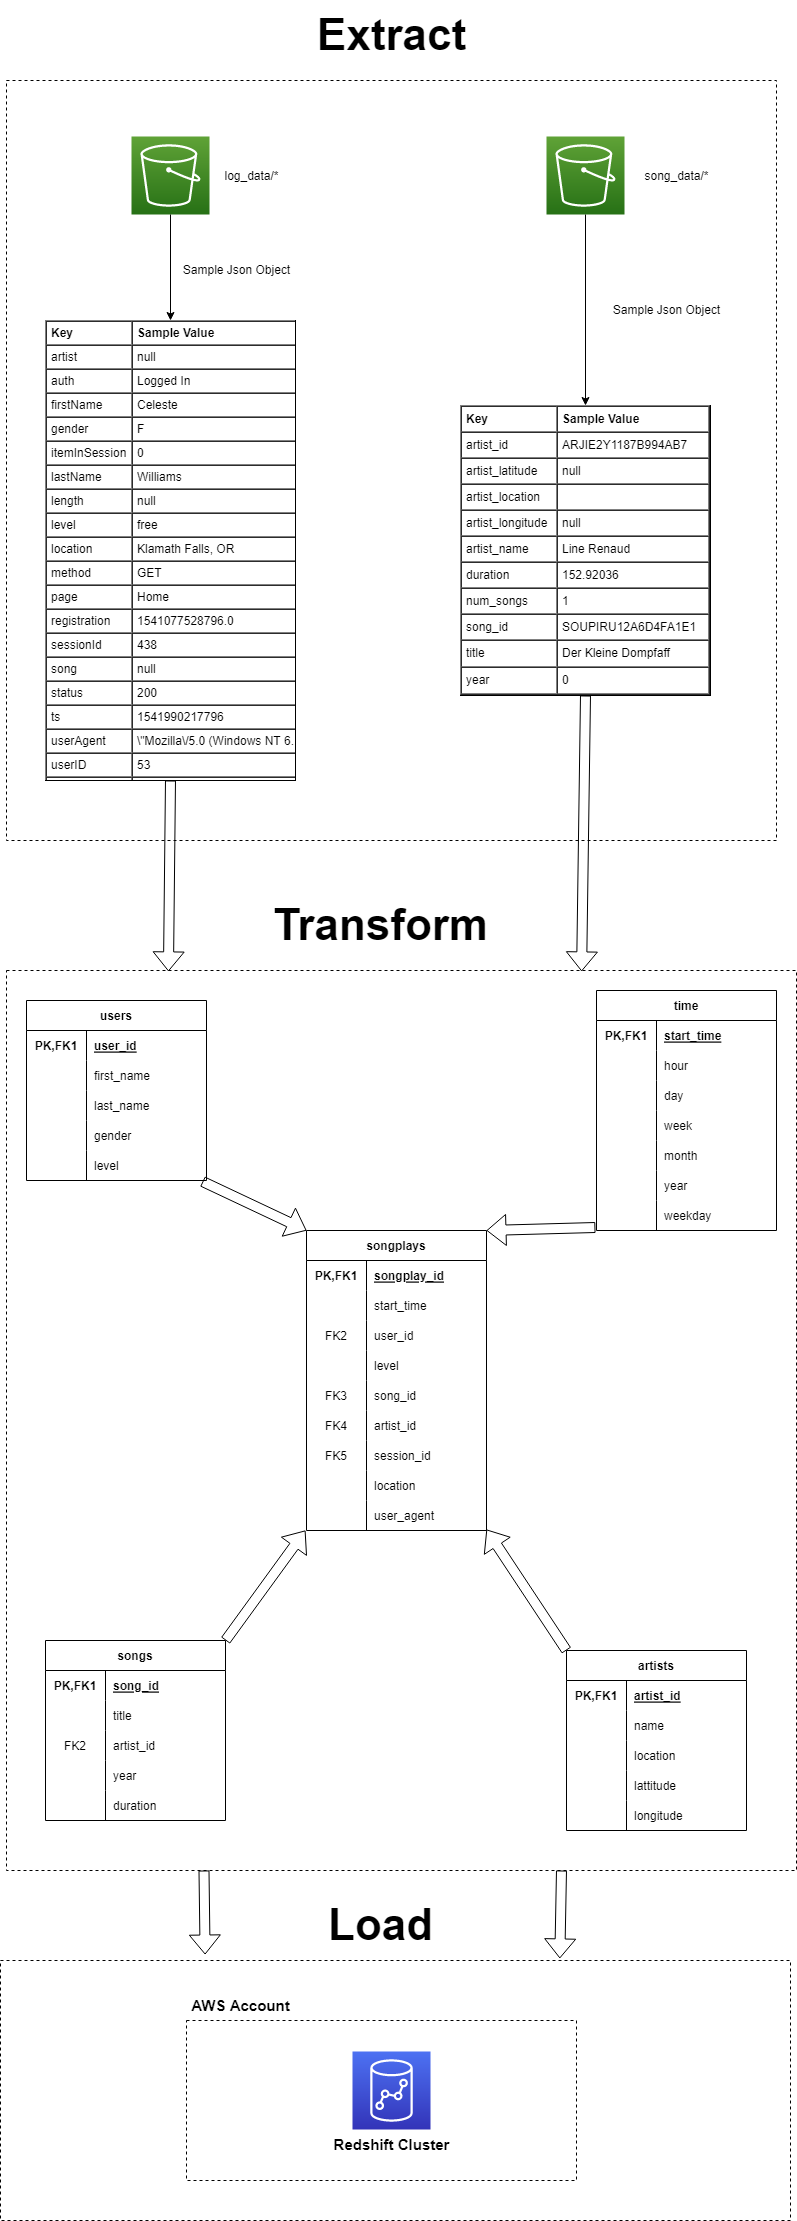 Extract
log_data/*
song_data/*
Sample Json Object
Sample Json Object
Key Sample Value
artist null
auth Logged In
firstName Celeste
gender F
itemInSession 0
lastName Williams
length null
level free
location Klamath Falls, OR
method GET
page Home
registration 1541077528796.0
sessionId 438
song null
status 200
ts 1541990217796
userAgent \"Mozilla\/5.0 (Windows NT 6.
userID 53
Key Sample Value
artist_id ARJIE2Y1187B994AB7
artist_latitude null
artist_location
artist_longitude null
artist_name Line Renaud
duration 152.92036
num_songs 1
song_id SOUPIRU12A6D4FA1E1
title Der Kleine Dompfaff
year 0
Transform
users
PK,FK1 user_id
first_name
last_name
gender
level
time
PK,FK1 start_time
hour
day
week
month
year
weekday
songplays
PK,FK1 songplay_id
start_time
FK2 user_id
level
FK3 song_id
FK4 artist_id
FK5 session_id
location
user_agent
songs
PK,FK1 song_id
title
FK2 artist_id
year
duration
artists
PK,FK1 artist_id
name
location
lattitude
longitude
Load
AWS Account
Redshift Cluster